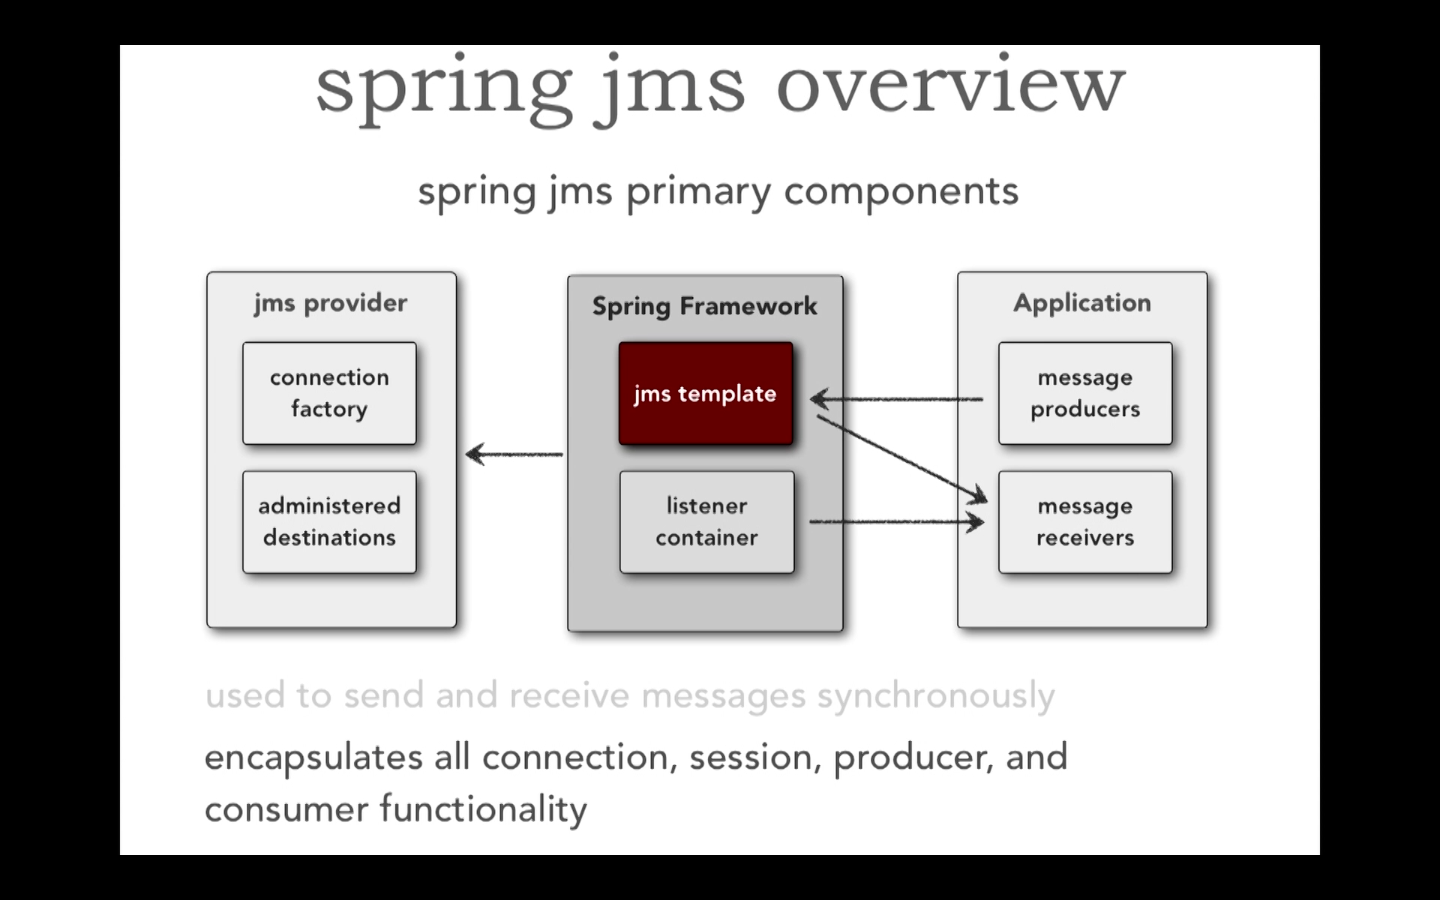 spring jms overview
spring jms primary components
jms provider
connection
factory
administered
destinations
Spring Framework
jms template
listener
container
Application
message
producers
message
receivers
used to send and receive messages synchronously
encapsulates all connection, session, producer, and
consumer functionality